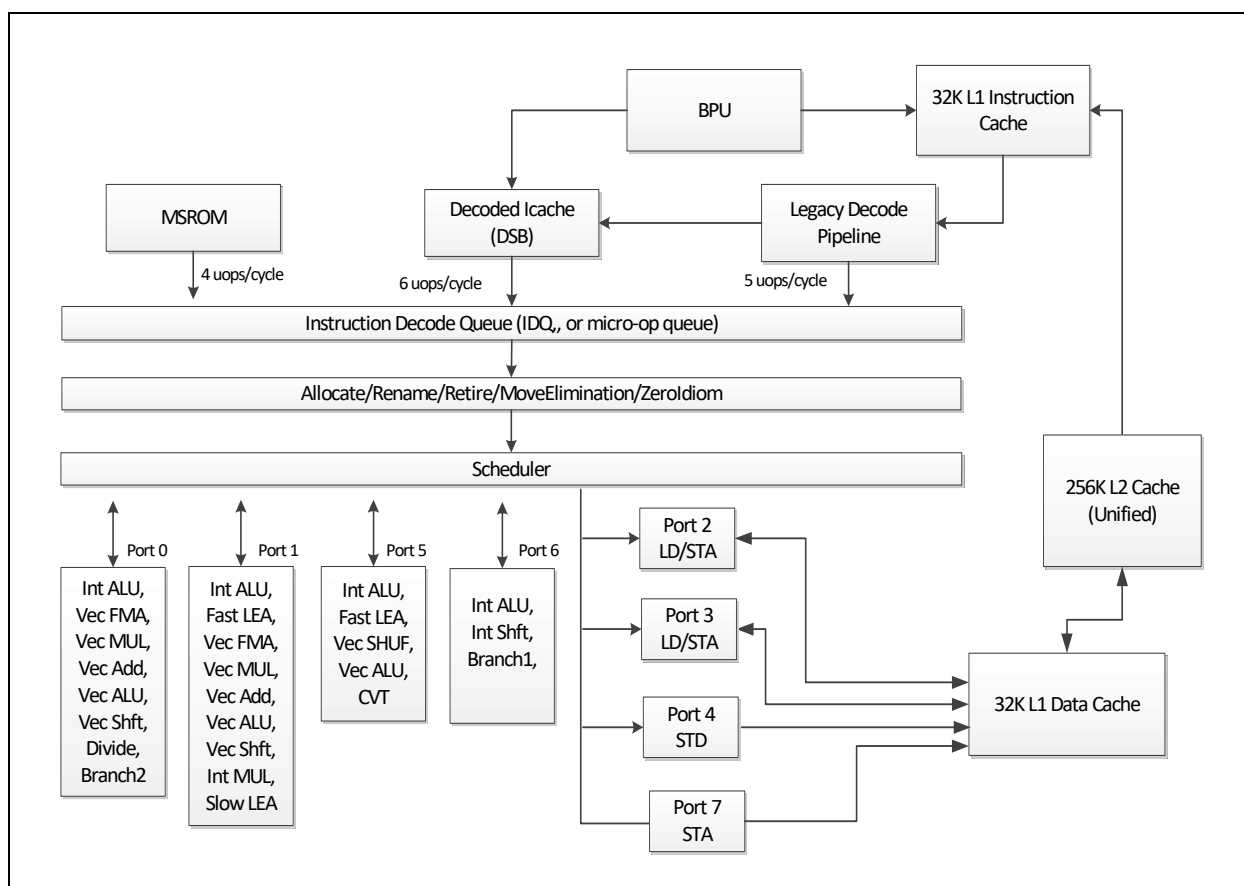 BPU
32K L1 Instruction
Cache
MSROM
Decoded Icache
(DSB)
Legacy Decode
Pipeline
4 uops/cycle
6 uops/cycle
5 uops/cycle
Instruction Decode Queue (IDQ,, or micro-op queue)
Allocate/Rename/Retire/MoveElimination/ZeroIdiom
Scheduler
256K L2 Cache
(Unified)
Port 0
Int ALU,
Vec FMA,
Vec MUL,
Vec Add,
Vec ALU,
Vec Shft,
Divide,
Branch2
Port 1
Int ALU,
Fast LEA,
Vec FMA,
Vec MUL,
Vec Add,
Vec ALU,
Vec Shft,
Int MUL,
Slow LEA
Port 5
Int ALU,
Fast LEA,
Vec SHUF,
Vec ALU,
CVT
Port 6
Int ALU,
Int Shft,
Branch1,
Port 2
LD/STA
Port 3
LD/STA
Port 4
STD
Port 7
STA
32K L1 Data Cache